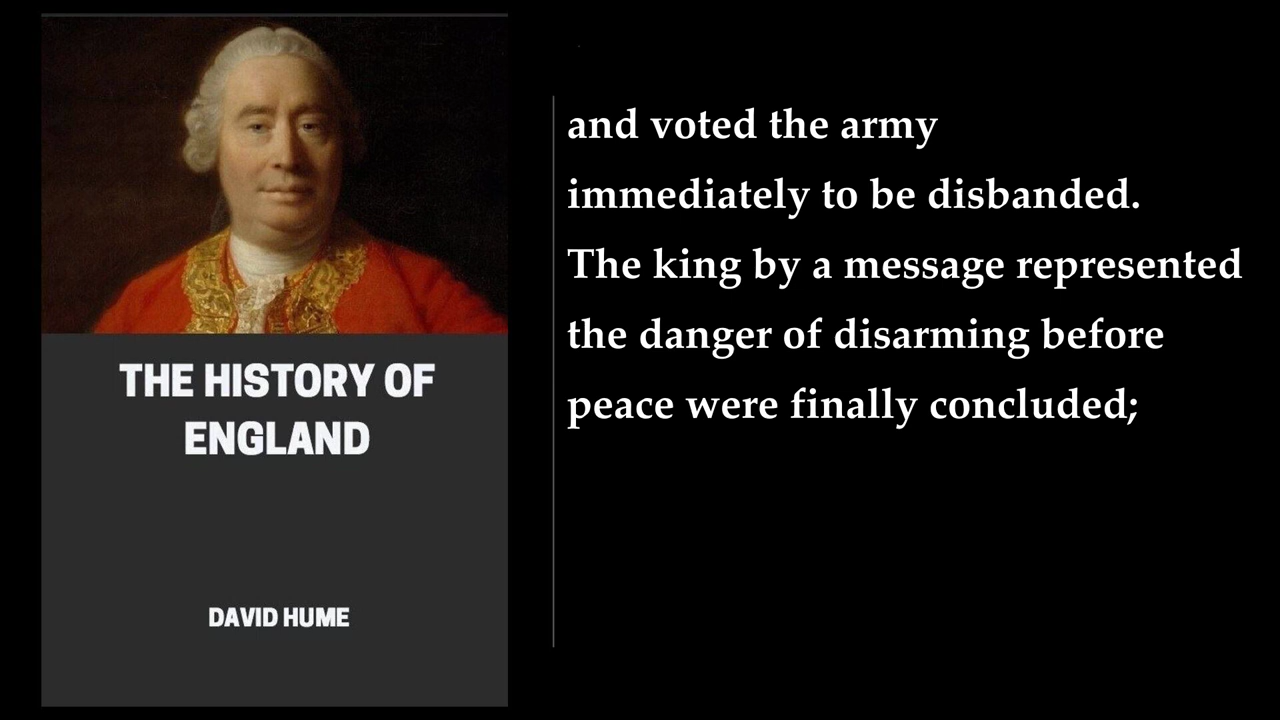 THE HISTORY OF
ENGLAND
DAVID HUME
and voted the army
immediately to be disbanded.
The king by a message represented
the danger of disarming before
peace were finally concluded;